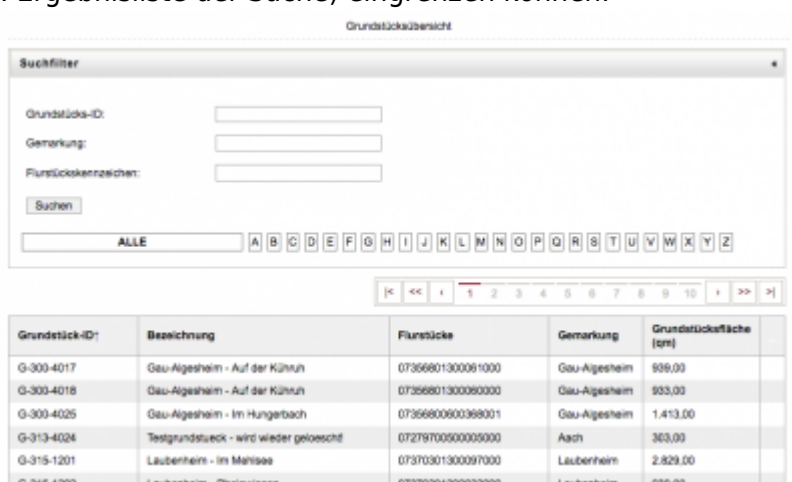 Ergebnisliste der Suche, eingrenzen können.
Grundstücksübersicht
Suchfilter
Grundstücks-ID:
Gemarkung:
Flurstückskennzeichen:
Suchen
ALLE A B C D E F G H I J K L M N O P Q R S T U V W X Y Z
|< << ‹ 1 2 3 4 5 6 7 8 9 10 › >> >|
Grundstück-ID↑ Bezeichnung Flurstücke Gemarkung Grundstücksfläche (qm)
G-300-4017 Gau-Algesheim - Auf der Kühruh 07356801300061000 Gau-Algesheim 939,00
G-300-4018 Gau-Algesheim - Auf der Kühruh 07356801300060000 Gau-Algesheim 933,00
G-300-4025 Gau-Algesheim - Im Hungerbach 07356800600368001 Gau-Algesheim 1.413,00
G-313-4024 Testgrundstueck - wird wieder geloescht! 07279700500005000 Aach 303,00
G-315-1201 Laubenheim - Im Mehlsee 07370301300097000 Laubenheim 2.829,00